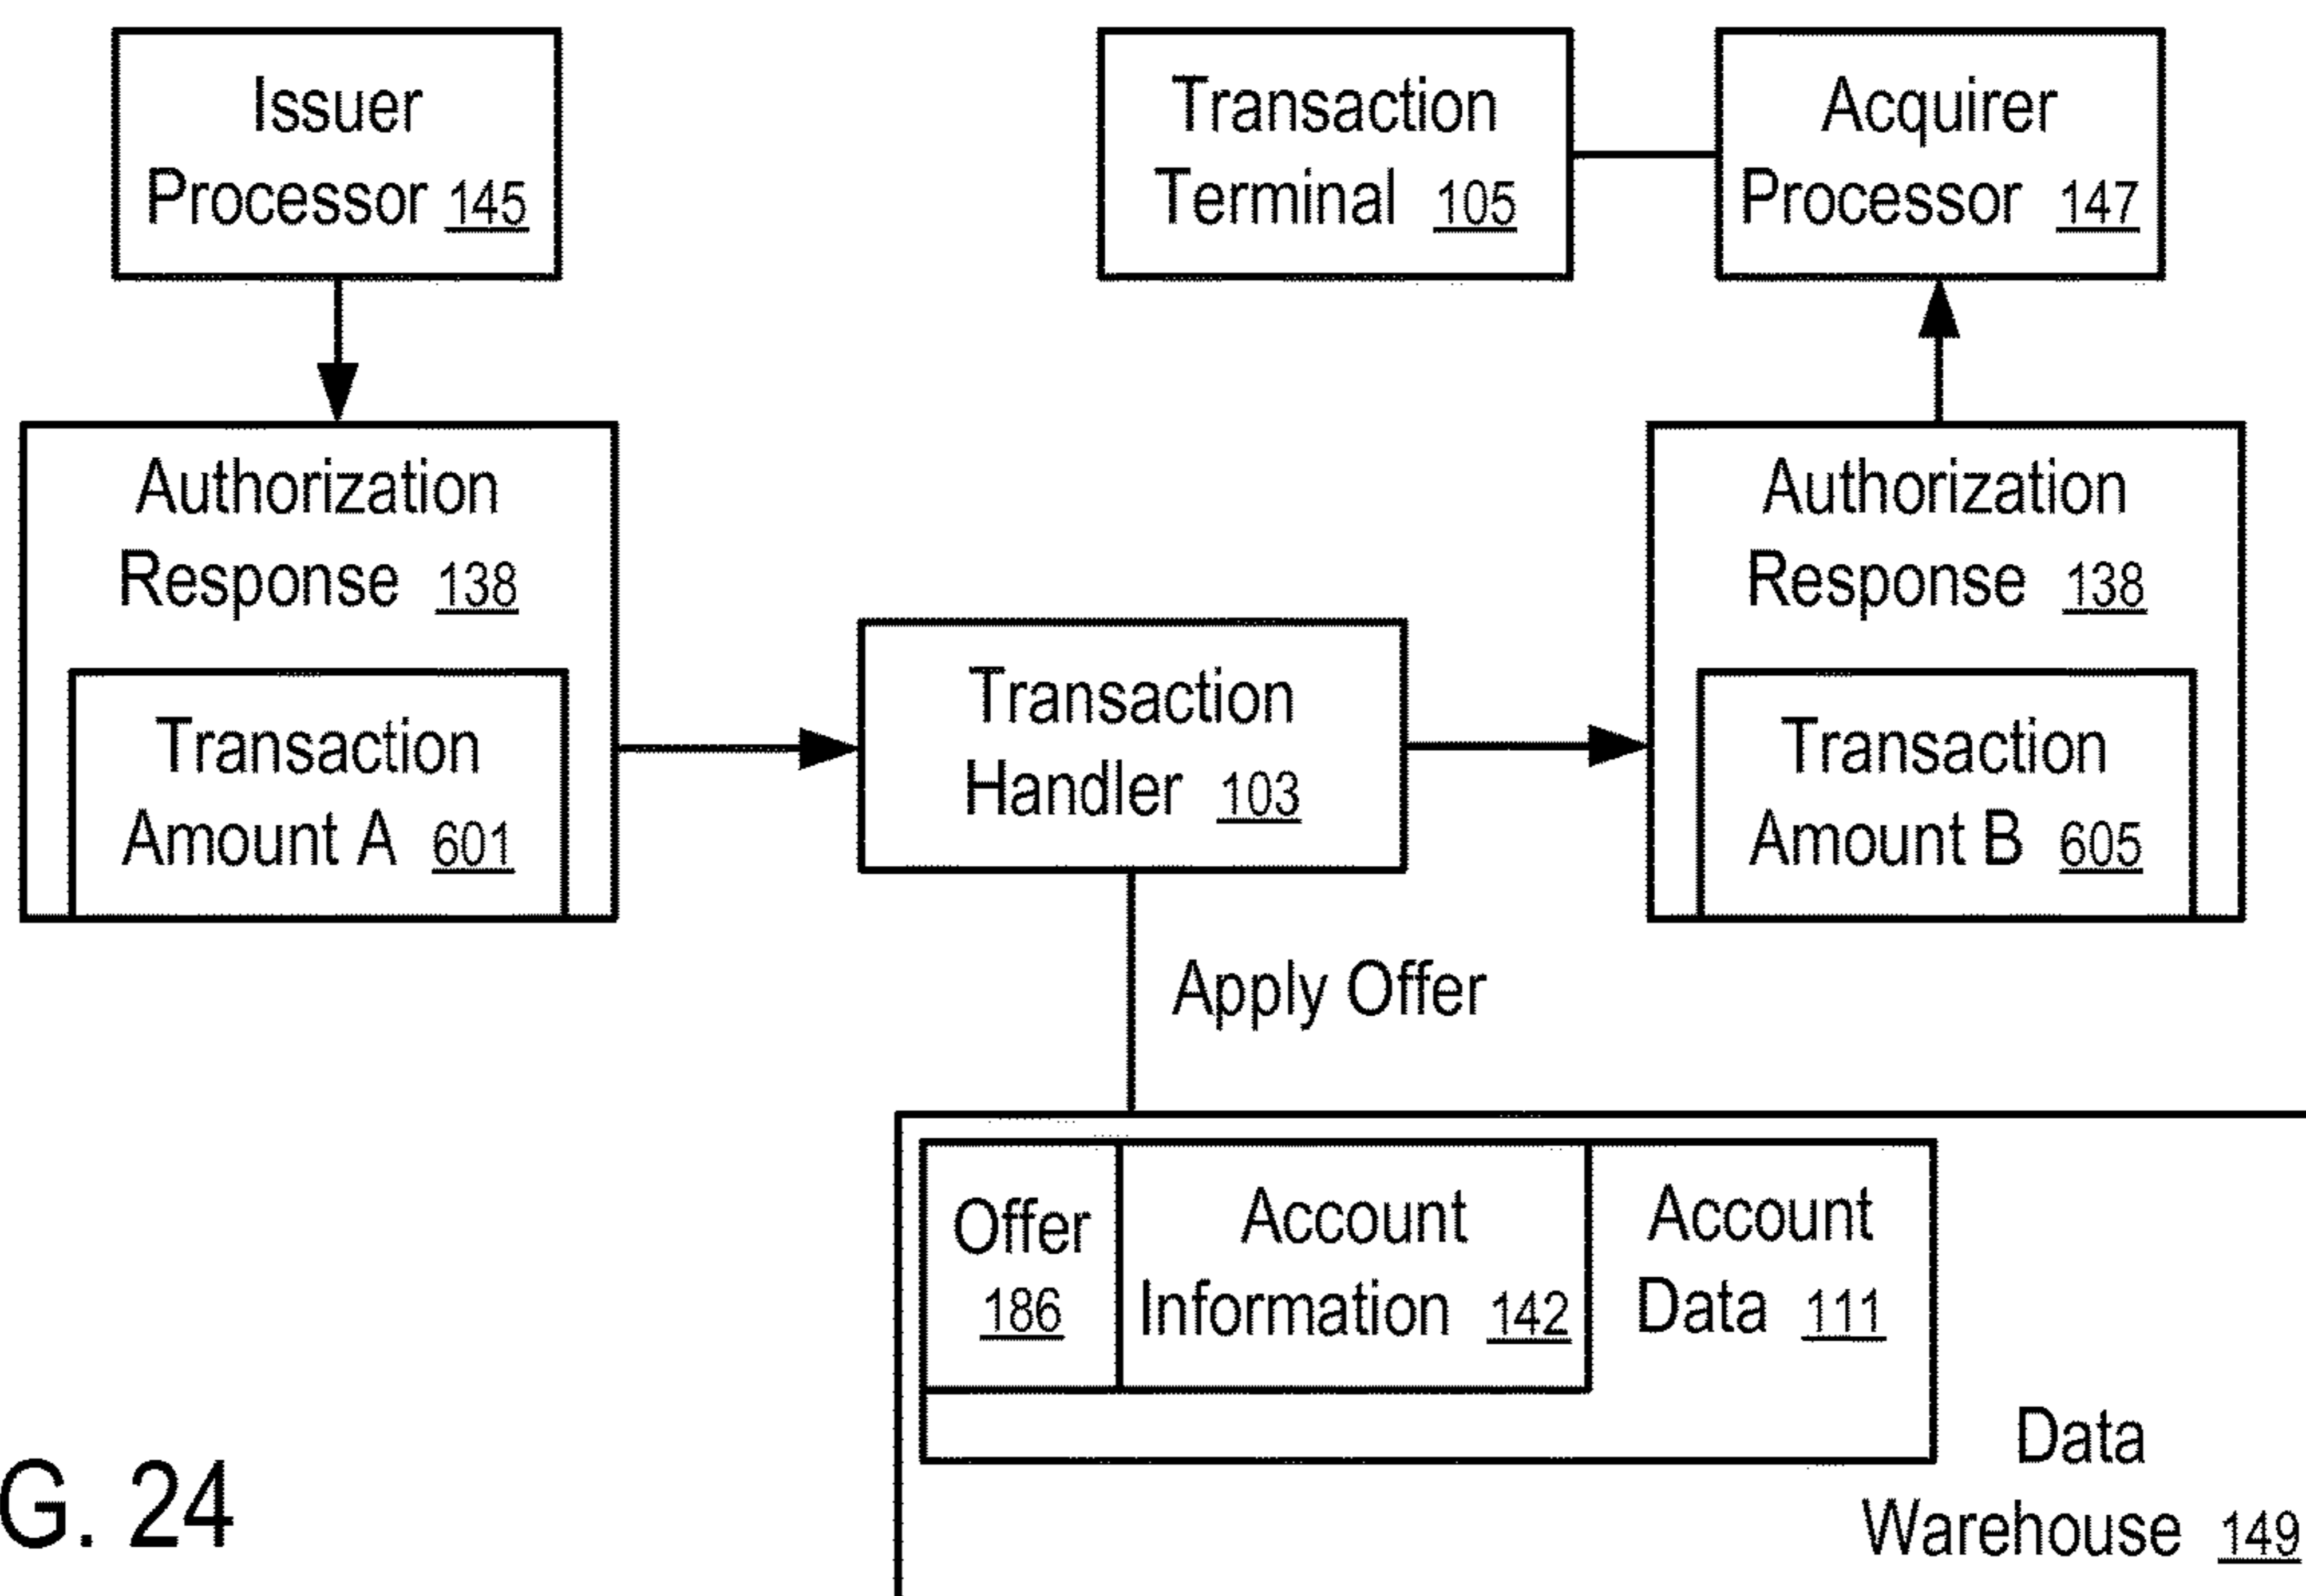 Issuer
Processor 145
Transaction
Terminal 105
Acquirer
Processor 147
Authorization
Response 138
Transaction
Amount A 601
Transaction
Handler 103
Authorization
Response 138
Transaction
Amount B 605
Apply Offer
Offer
186
Account
Information 142
Account
Data 111
Data
Warehouse 149
G. 24